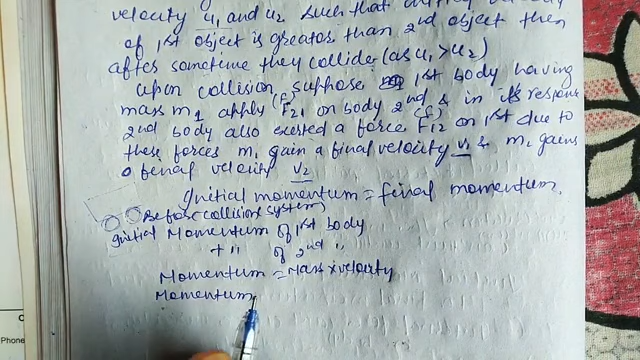 velocity u1 and u2 such that velocity
of 1st object is greater than 2nd object then
after sometime they collider (as u1 > u2)
Upon collision, suppose 1st body having
mass m1 apply (f) F21 on body 2nd & in its response
2nd body also exerted a force (f) F12 on 1st due to
these forces m1 gain a final velocity v1 & m2 gains
a final velocity v2
Initial momentum = final momentum.
(Before collision system)
Initial Momentum of 1st body
+ " of 2nd "
Momentum = Mass x velocity
Momentum
Phone